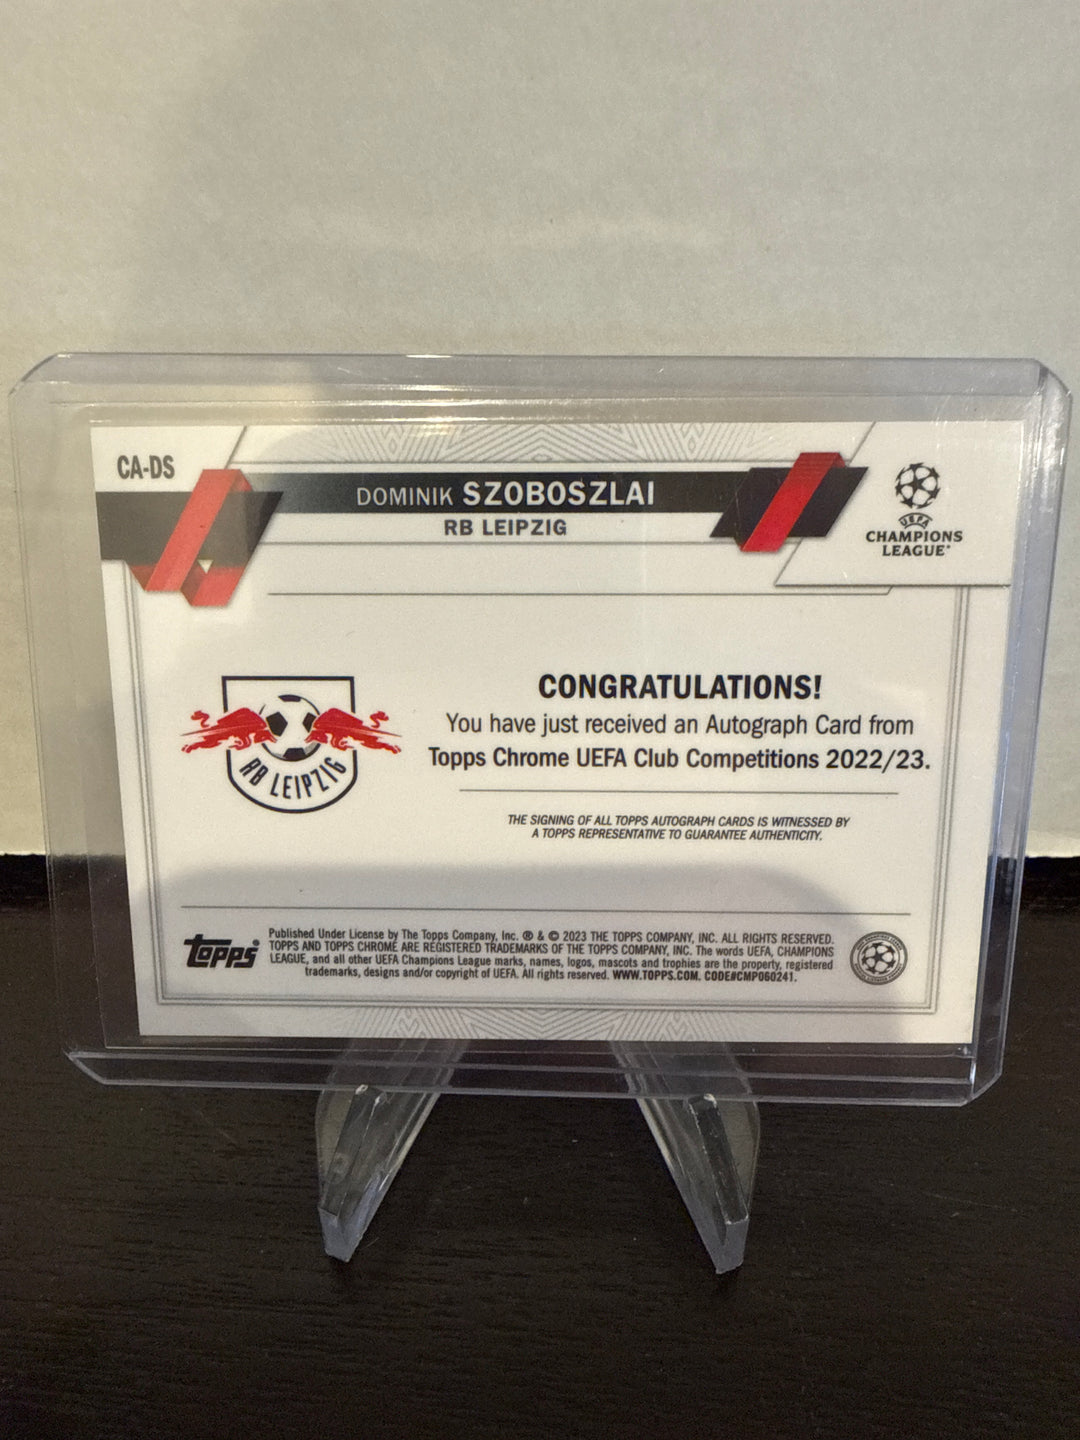 CA-DS
DOMINIK SZOBOSZLAI
RB LEIPZIG
UEFA
CHAMPIONS
LEAGUE®
RB LEIPZIG
CONGRATULATIONS!
You have just received an Autograph Card from
Topps Chrome UEFA Club Competitions 2022/23.
THE SIGNING OF ALL TOPPS AUTOGRAPH CARDS IS WITNESSED BY
A TOPPS REPRESENTATIVE TO GUARANTEE AUTHENTICITY.
topps
Published Under License by The Topps Company, Inc. ® & © 2023 THE TOPPS COMPANY, INC. ALL RIGHTS RESERVED.
TOPPS AND TOPPS CHROME ARE REGISTERED TRADEMARKS OF THE TOPPS COMPANY, INC. The words UEFA, CHAMPIONS
LEAGUE, and all other UEFA Champions League marks, names, logos, mascots and trophies are the property, registered
trademarks, designs and/or copyright of UEFA. All rights reserved. WWW.TOPPS.COM. CODE#CMP060241.